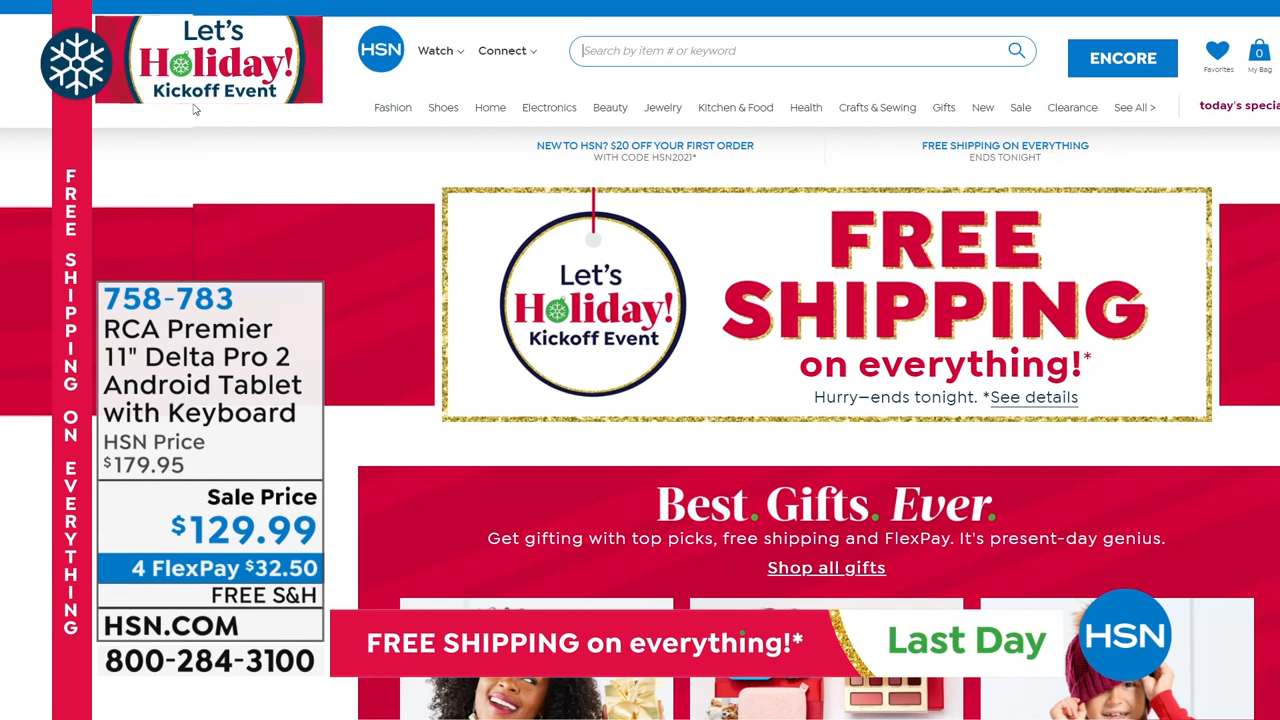 Let's
Holiday!
Kickoff Event
HSN
Watch
Connect
Search by item # or keyword
ENCORE
Favorites
0
My Bag
Fashion
Shoes
Home
Electronics
Beauty
Jewelry
Kitchen & Food
Health
Crafts & Sewing
Gifts
New
Sale
Clearance
See All >
today's specia
NEW TO HSN? $20 OFF YOUR FIRST ORDER
WITH CODE HSN2021*
FREE SHIPPING ON EVERYTHING
ENDS TONIGHT
FREE SHIPPING ON EVERYTHING
Let's
Holiday!
Kickoff Event
FREE
SHIPPING
on everything!*
Hurry—ends tonight. *See details
758-783
RCA Premier
11" Delta Pro 2
Android Tablet
with Keyboard
HSN Price
$179.95
Sale Price
$129.99
4 FlexPay $32.50
FREE S&H
HSN.COM
800-284-3100
Best. Gifts. Ever.
Get gifting with top picks, free shipping and FlexPay. It's present-day genius.
Shop all gifts
FREE SHIPPING on everything!*
Last Day
HSN